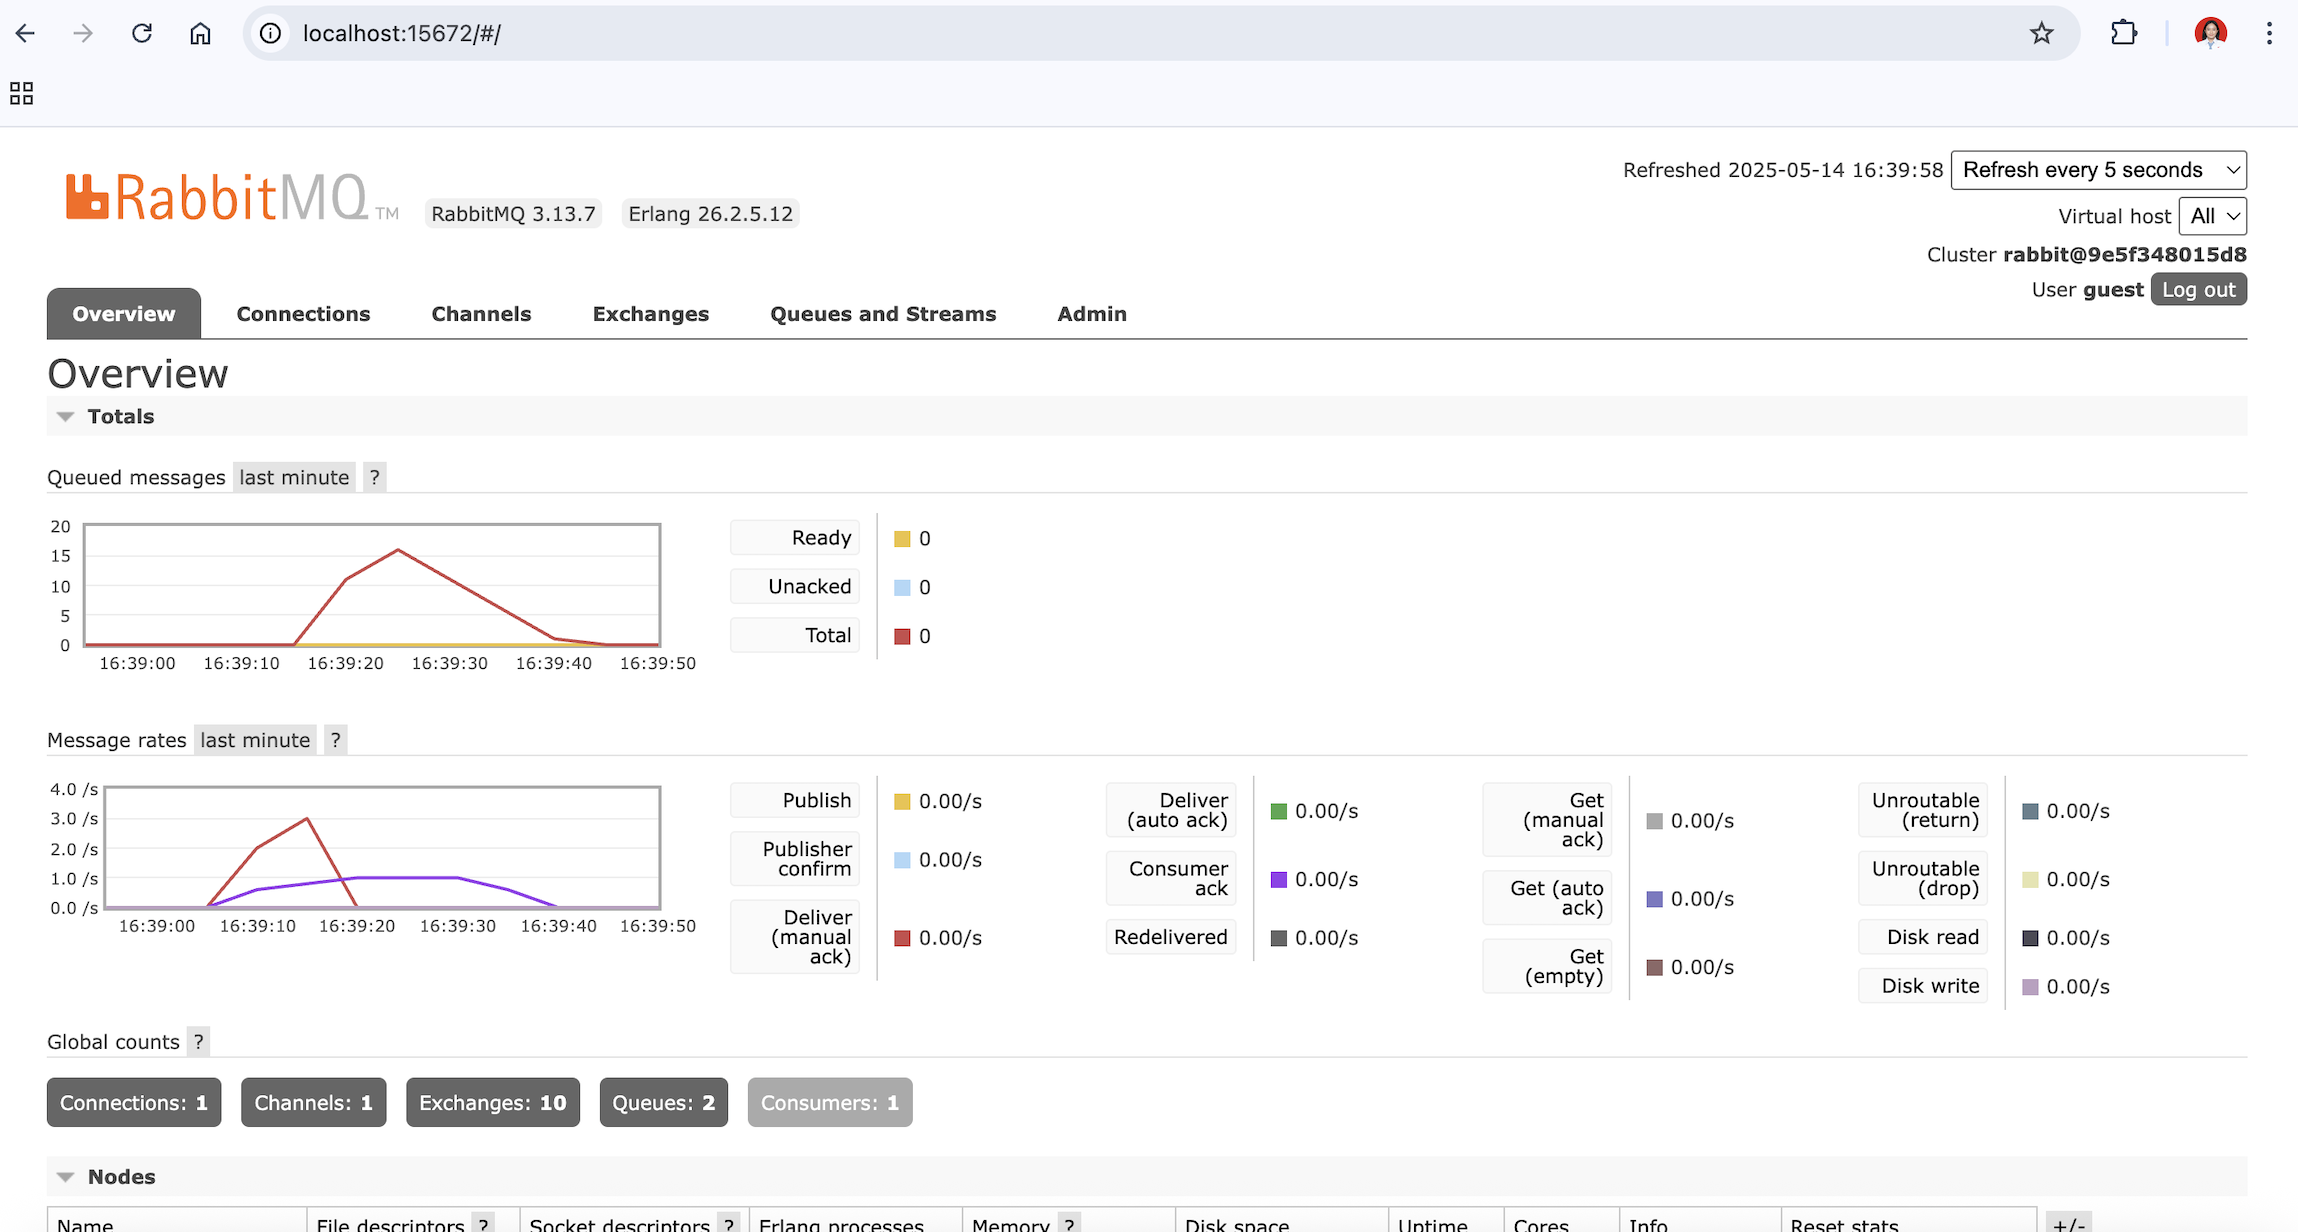 localhost:15672/#/
RabbitMQ TM
RabbitMQ 3.13.7
Erlang 26.2.5.12
Refreshed 2025-05-14 16:39:58 Refresh every 5 seconds
Virtual host All
Cluster rabbit@9e5f348015d8
User guest Log out
Overview Connections Channels Exchanges Queues and Streams Admin
Overview
Totals
Queued messages last minute ?
20
15
10
5
0
16:39:00 16:39:10 16:39:20 16:39:30 16:39:40 16:39:50
Ready 0
Unacked 0
Total 0
Message rates last minute ?
4.0 /s
3.0 /s
2.0 /s
1.0 /s
0.0 /s
16:39:00 16:39:10 16:39:20 16:39:30 16:39:40 16:39:50
Publish 0.00/s
Publisher
confirm 0.00/s
Deliver
(manual
ack) 0.00/s
Deliver
(auto ack) 0.00/s
Consumer
ack 0.00/s
Redelivered 0.00/s
Get
(manual
ack) 0.00/s
Get (auto
ack) 0.00/s
Get
(empty) 0.00/s
Unroutable
(return) 0.00/s
Unroutable
(drop) 0.00/s
Disk read 0.00/s
Disk write 0.00/s
Global counts ?
Connections: 1 Channels: 1 Exchanges: 10 Queues: 2 Consumers: 1
Nodes
Name File descriptors ? Socket descriptors ? Erlang processes Memory ? Disk space Uptime Cores Info Reset stats +/-